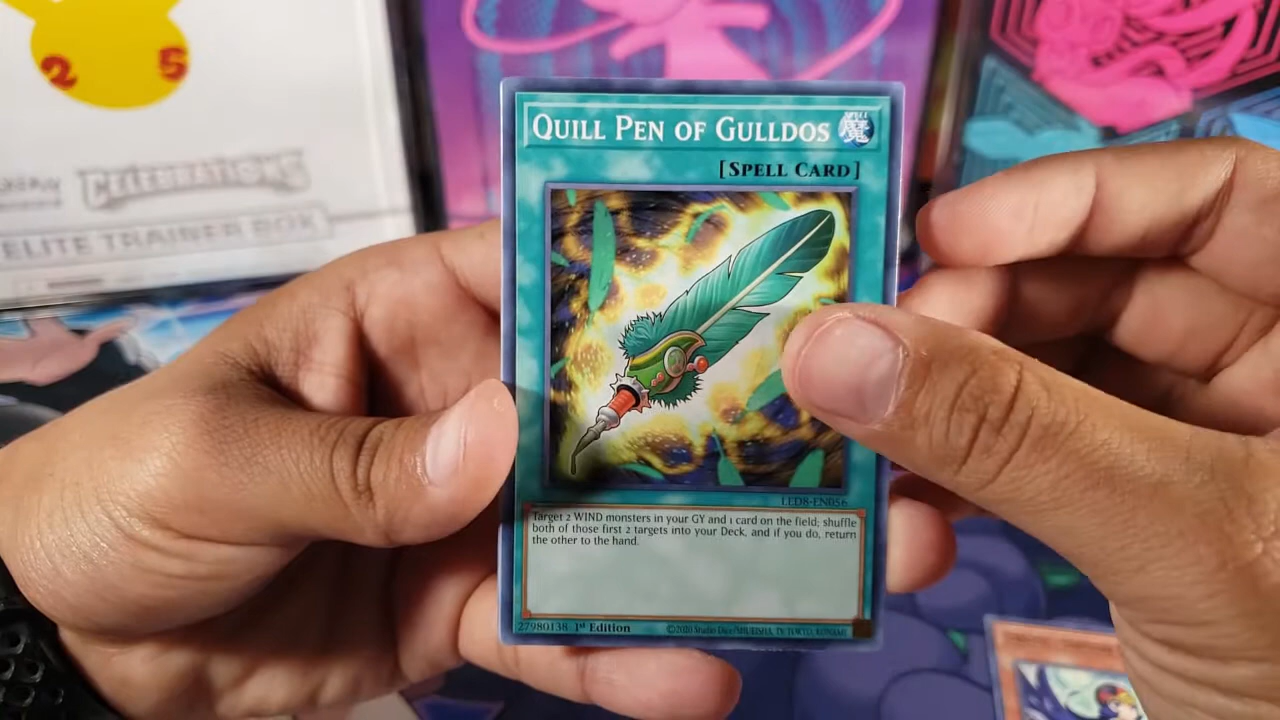 25
CELEBRATIONS
ELITE TRAINER BOX
QUILL PEN OF GULLDOS
魔
[SPELL CARD]
LED8-EN056
Target 2 WIND monsters in your GY and 1 card on the field; shuffle
both of those first 2 targets into your Deck, and if you do, return
the other to the hand.
27980138 1st Edition
©2020 Studio Dice/SHUEISHA, TV TOKYO, KONAMI